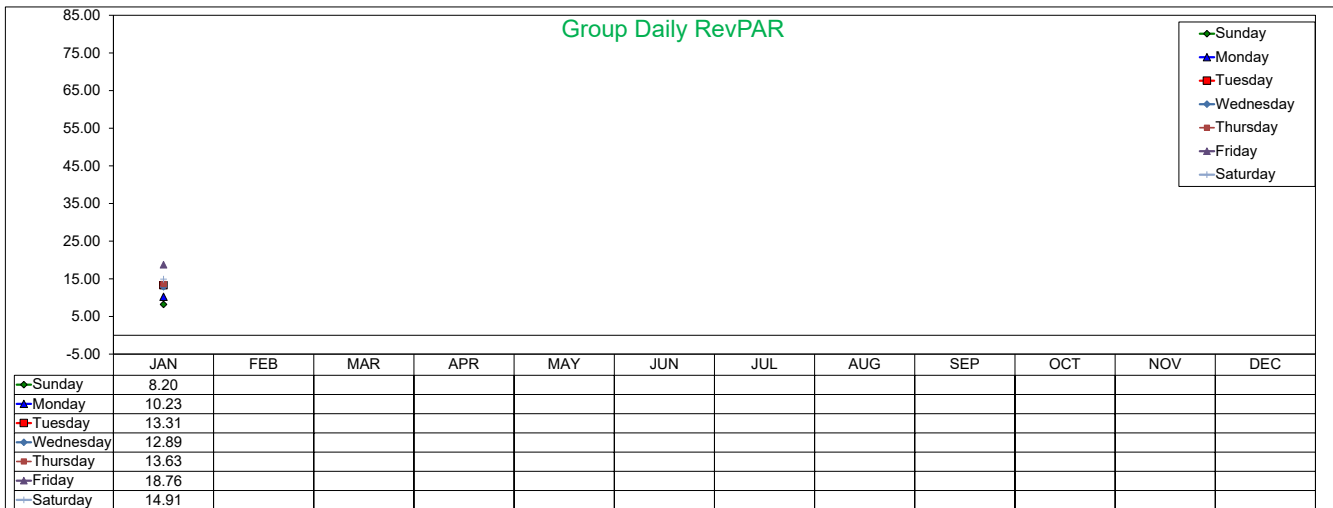 Group Daily RevPAR
85.00
75.00
65.00
55.00
45.00
35.00
25.00
15.00
5.00
-5.00
Sunday
Monday
Tuesday
Wednesday
Thursday
Friday
Saturday
JAN FEB MAR APR MAY JUN JUL AUG SEP OCT NOV DEC
Sunday 8.20
Monday 10.23
Tuesday 13.31
Wednesday 12.89
Thursday 13.63
Friday 18.76
Saturday 14.91